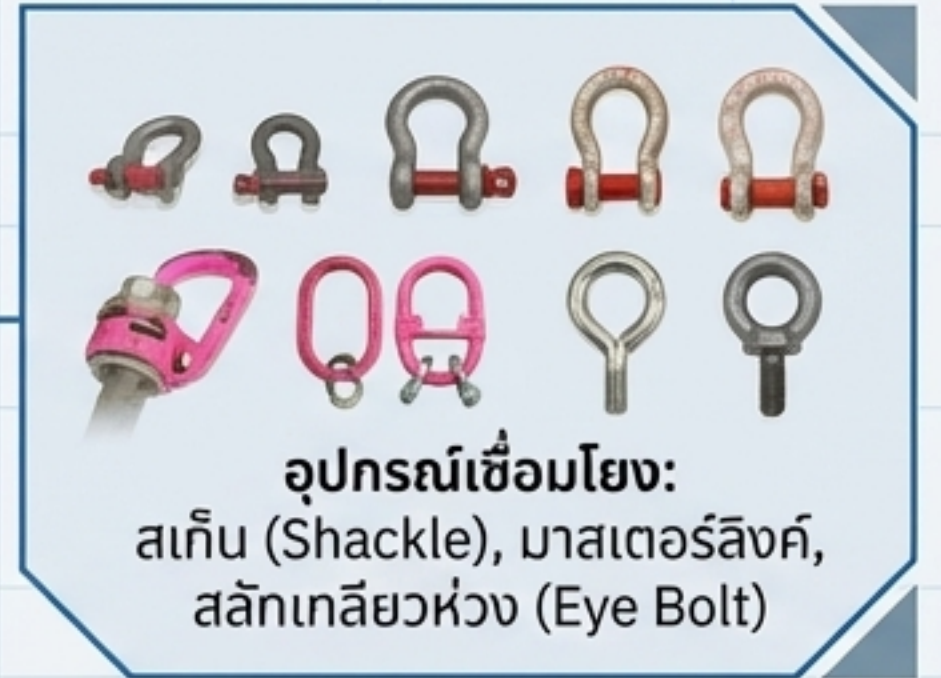 อุปกรณ์เชื่อมโยง:
สเก็น (Shackle), มาสเตอร์ลิงค์,
สลักเกลียวห่วง (Eye Bolt)